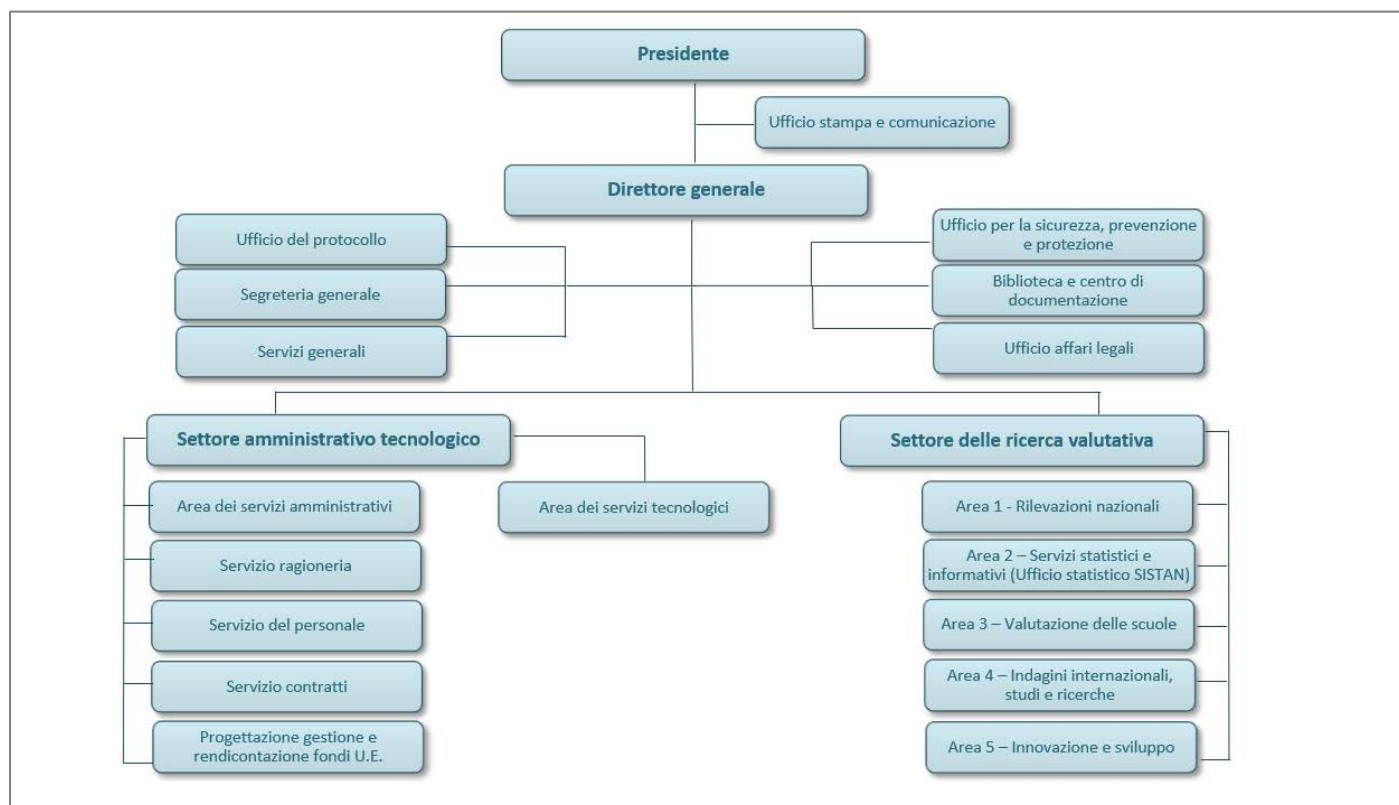 Presidente
Ufficio stampa e comunicazione
Direttore generale
Ufficio del protocollo
Segreteria generale
Servizi generali
Ufficio per la sicurezza, prevenzione
e protezione
Biblioteca e centro di
documentazione
Ufficio affari legali
Settore amministrativo tecnologico
Area dei servizi amministrativi
Servizio ragioneria
Servizio del personale
Servizio contratti
Progettazione gestione e
rendicontazione fondi U.E.
Area dei servizi tecnologici
Settore delle ricerca valutativa
Area 1 - Rilevazioni nazionali
Area 2 – Servizi statistici e
informativi (Ufficio statistico SISTAN)
Area 3 – Valutazione delle scuole
Area 4 – Indagini internazionali,
studi e ricerche
Area 5 – Innovazione e sviluppo